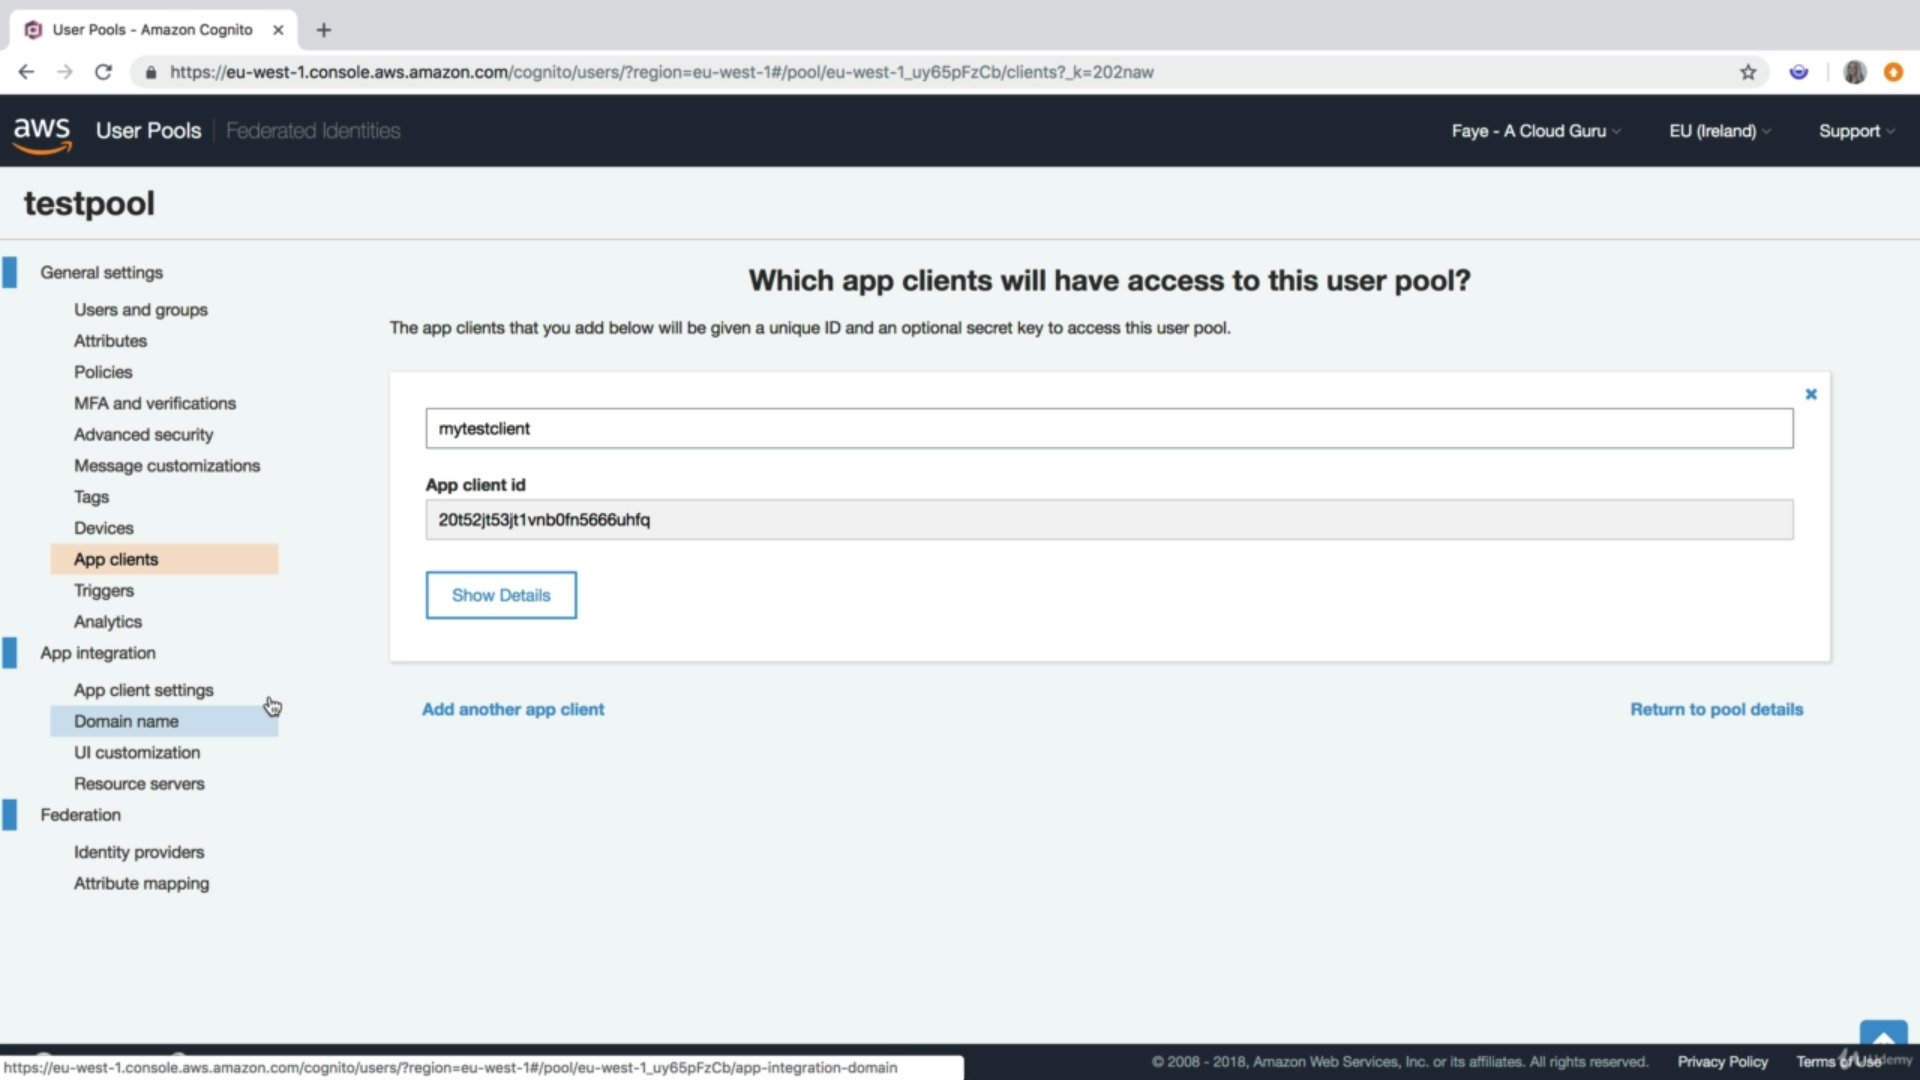 User Pools - Amazon Cognito
https://eu-west-1.console.aws.amazon.com/cognito/users/?region=eu-west-1#/pool/eu-west-1_uy65pFzCb/clients?_k=202naw
aws User Pools Federated Identities Faye - A Cloud Guru EU (Ireland) Support
testpool
General settings
Users and groups
Attributes
Policies
MFA and verifications
Advanced security
Message customizations
Tags
Devices
App clients
Triggers
Analytics
App integration
App client settings
Domain name
UI customization
Resource servers
Federation
Identity providers
Attribute mapping
Which app clients will have access to this user pool?
The app clients that you add below will be given a unique ID and an optional secret key to access this user pool.
mytestclient
App client id
20t52jt53jt1vnb0fn5666uhfq
Show Details
Add another app client
Return to pool details
https://eu-west-1.console.aws.amazon.com/cognito/users/?region=eu-west-1#/pool/eu-west-1_uy65pFzCb/app-integration-domain
© 2008 - 2018, Amazon Web Services, Inc. or its affiliates. All rights reserved. Privacy Policy Terms of Use